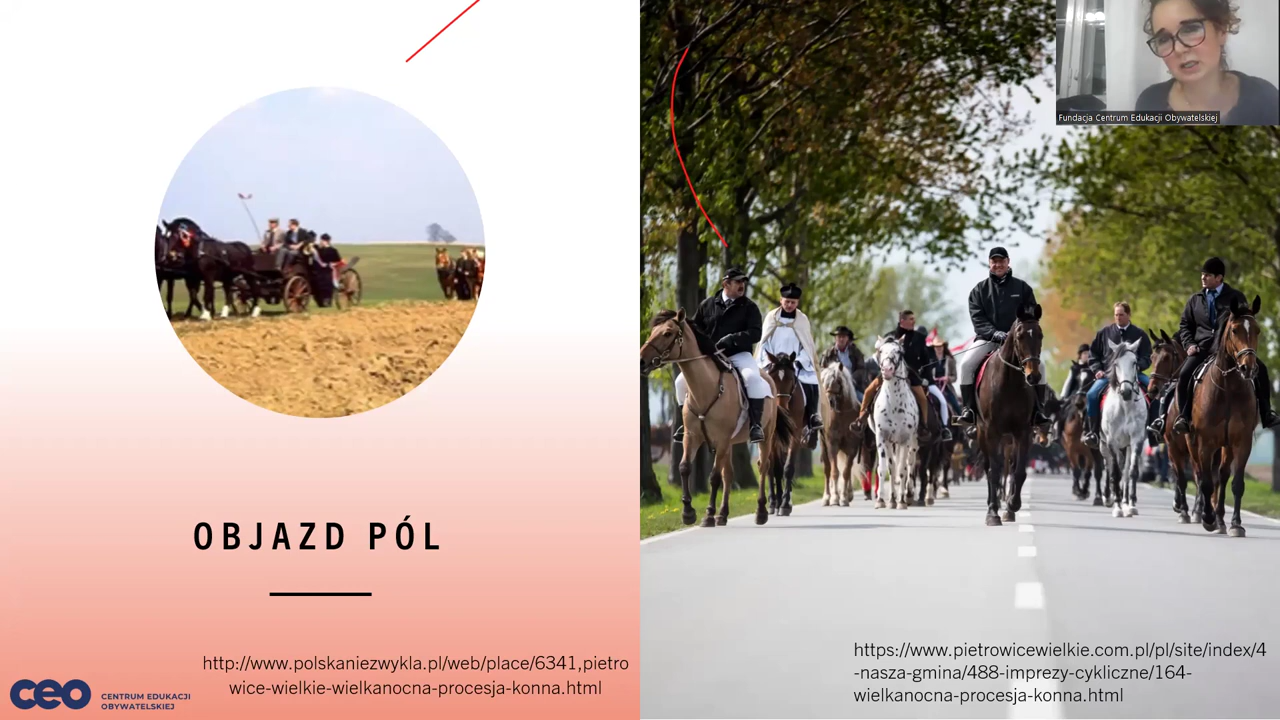 Fundacja Centrum Edukacji Obywatelskiej
OBJAZD PÓL
http://www.polskaniezwykla.pl/web/place/6341,pietro
wice-wielkie-wielkanocna-procesja-konna.html
ceo CENTRUM EDUKACJI
OBYWATELSKIEJ
https://www.pietrowicewielkie.com.pl/pl/site/index/4
-nasza-gmina/488-imprezy-cykliczne/164-
wielkanocna-procesja-konna.html